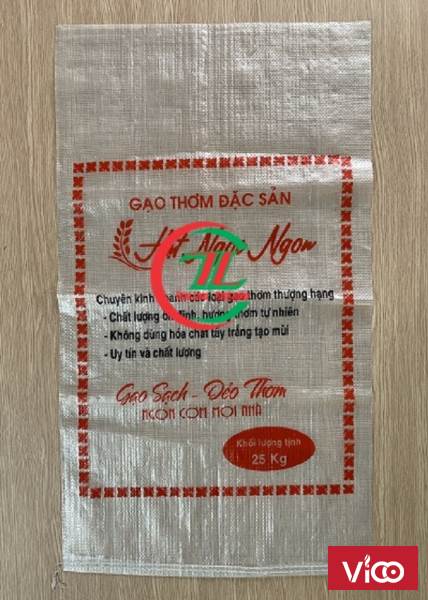 GẠO THƠM ĐẶC SẢN
Hạt Ngọc Ngon
Chuyên kinh doanh các loại gạo thơm thượng hạng
- Chất lượng ổn định, hương thơm tự nhiên
- Không dùng hóa chất tẩy trắng tạo mùi
- Uy tín và chất lượng
Gạo Sạch - Dẻo Thơm
NGON CƠM MỌI NHÀ
Khối lượng tịnh
25 Kg
VICO